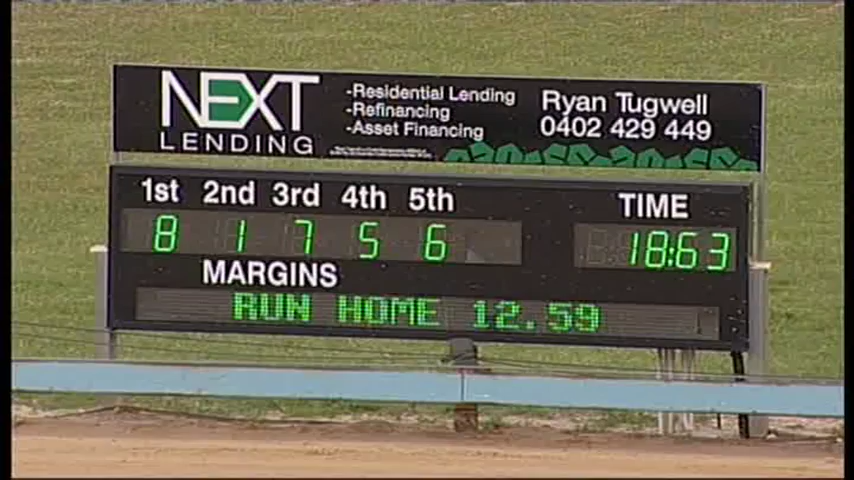 NEXT
LENDING
-Residential Lending
-Refinancing
-Asset Financing
Ryan Tugwell
0402 429 449
1st 2nd 3rd 4th 5th TIME
8 1 7 5 6 18:63
MARGINS
RUN HOME 12.59